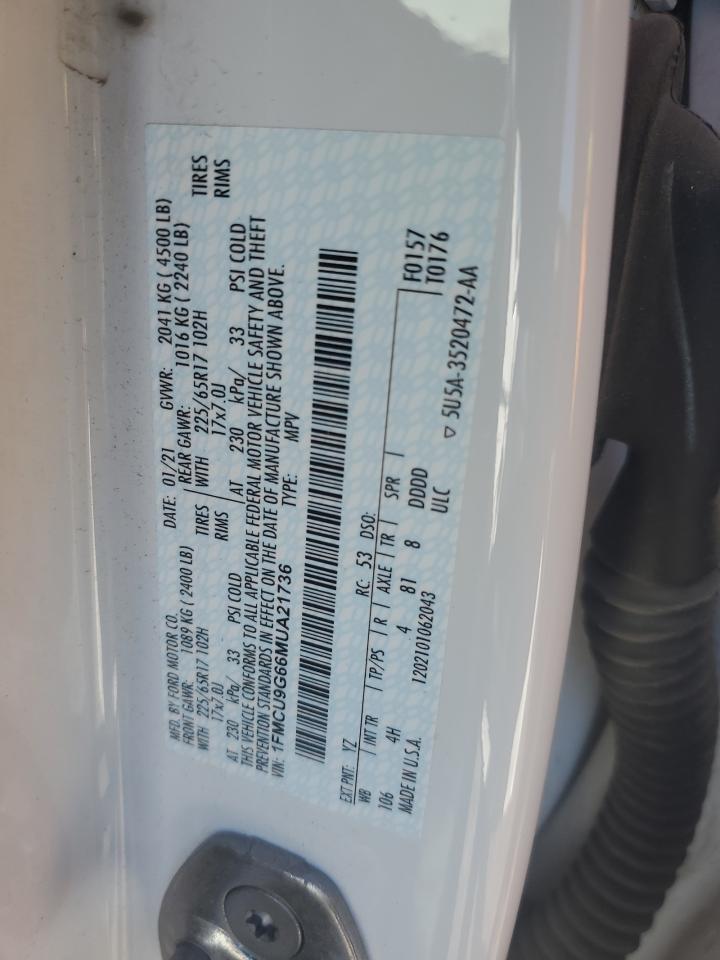 MFD. BY FORD MOTOR CO.
DATE: 01/21 GVWR: 2041 KG ( 4500 LB)
FRONT GAWR: 1089 KG ( 2400 LB) REAR GAWR: 1016 KG ( 2240 LB)
WITH 225/65R17 102H TIRES WITH 225/65R17 102H TIRES
17x7.0J RIMS 17x7.0J RIMS
AT 230 kPa/ 33 PSI COLD AT 230 kPa/ 33 PSI COLD
THIS VEHICLE CONFORMS TO ALL APPLICABLE FEDERAL MOTOR VEHICLE SAFETY AND THEFT
PREVENTION STANDARDS IN EFFECT ON THE DATE OF MANUFACTURE SHOWN ABOVE.
VIN: 1FMCU9G66MUA21736 TYPE: MPV
EXT PNT: YZ RC: 53 DSO:
WB INT TR TP/PS R AXLE TR SPR F0157
106 4H 4 81 8 DDDD T0176
MADE IN U.S.A. 1202101062043 ULC ▽ 5U5A-3520472-AA